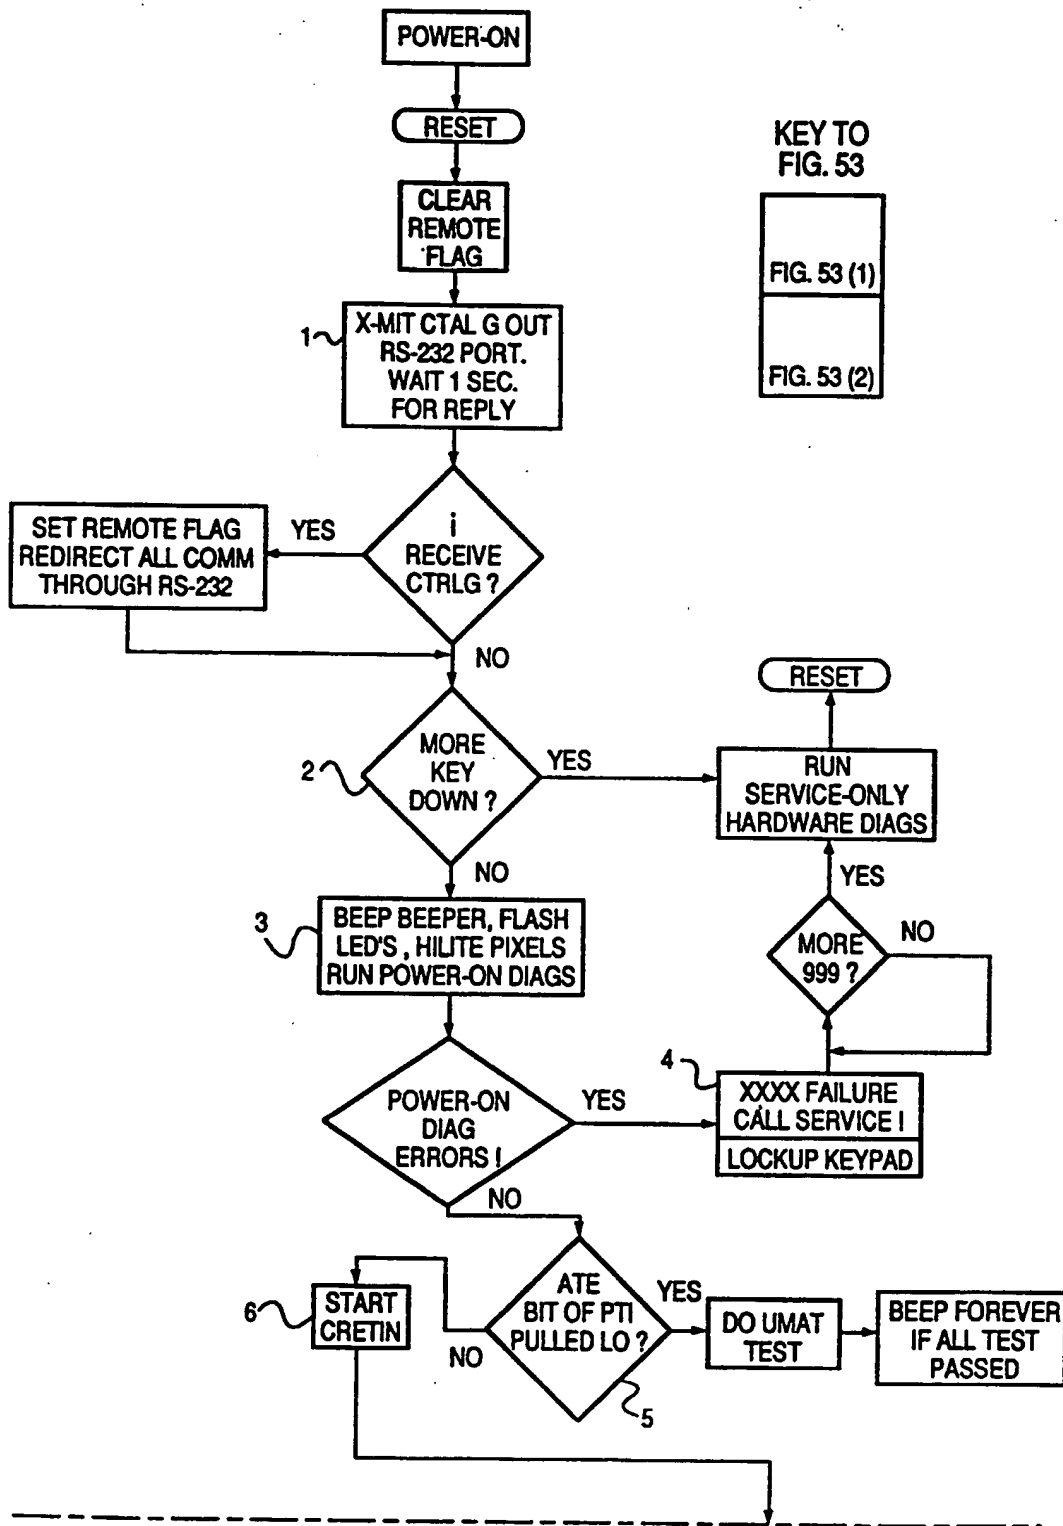 POWER-ON
RESET
CLEAR
REMOTE
FLAG
KEY TO
FIG. 53
FIG. 53 (1)
FIG. 53 (2)
1
X-MIT CTAL G OUT
RS-232 PORT.
WAIT 1 SEC.
FOR REPLY
i
RECEIVE
CTRLG ?
YES
SET REMOTE FLAG
REDIRECT ALL COMM
THROUGH RS-232
NO
2
MORE
KEY
DOWN ?
YES
RESET
RUN
SERVICE-ONLY
HARDWARE DIAGS
NO
YES
3
BEEP BEEPER, FLASH
LED'S , HILITE PIXELS
RUN POWER-ON DIAGS
MORE
999 ?
NO
POWER-ON
DIAG
ERRORS !
YES
4
XXXX FAILURE
CALL SERVICE !
LOCKUP KEYPAD
NO
6
START
CRETIN
NO
ATE
BIT OF PTI
PULLED LO ?
5
YES
DO UMAT
TEST
BEEP FOREVER
IF ALL TEST
PASSED